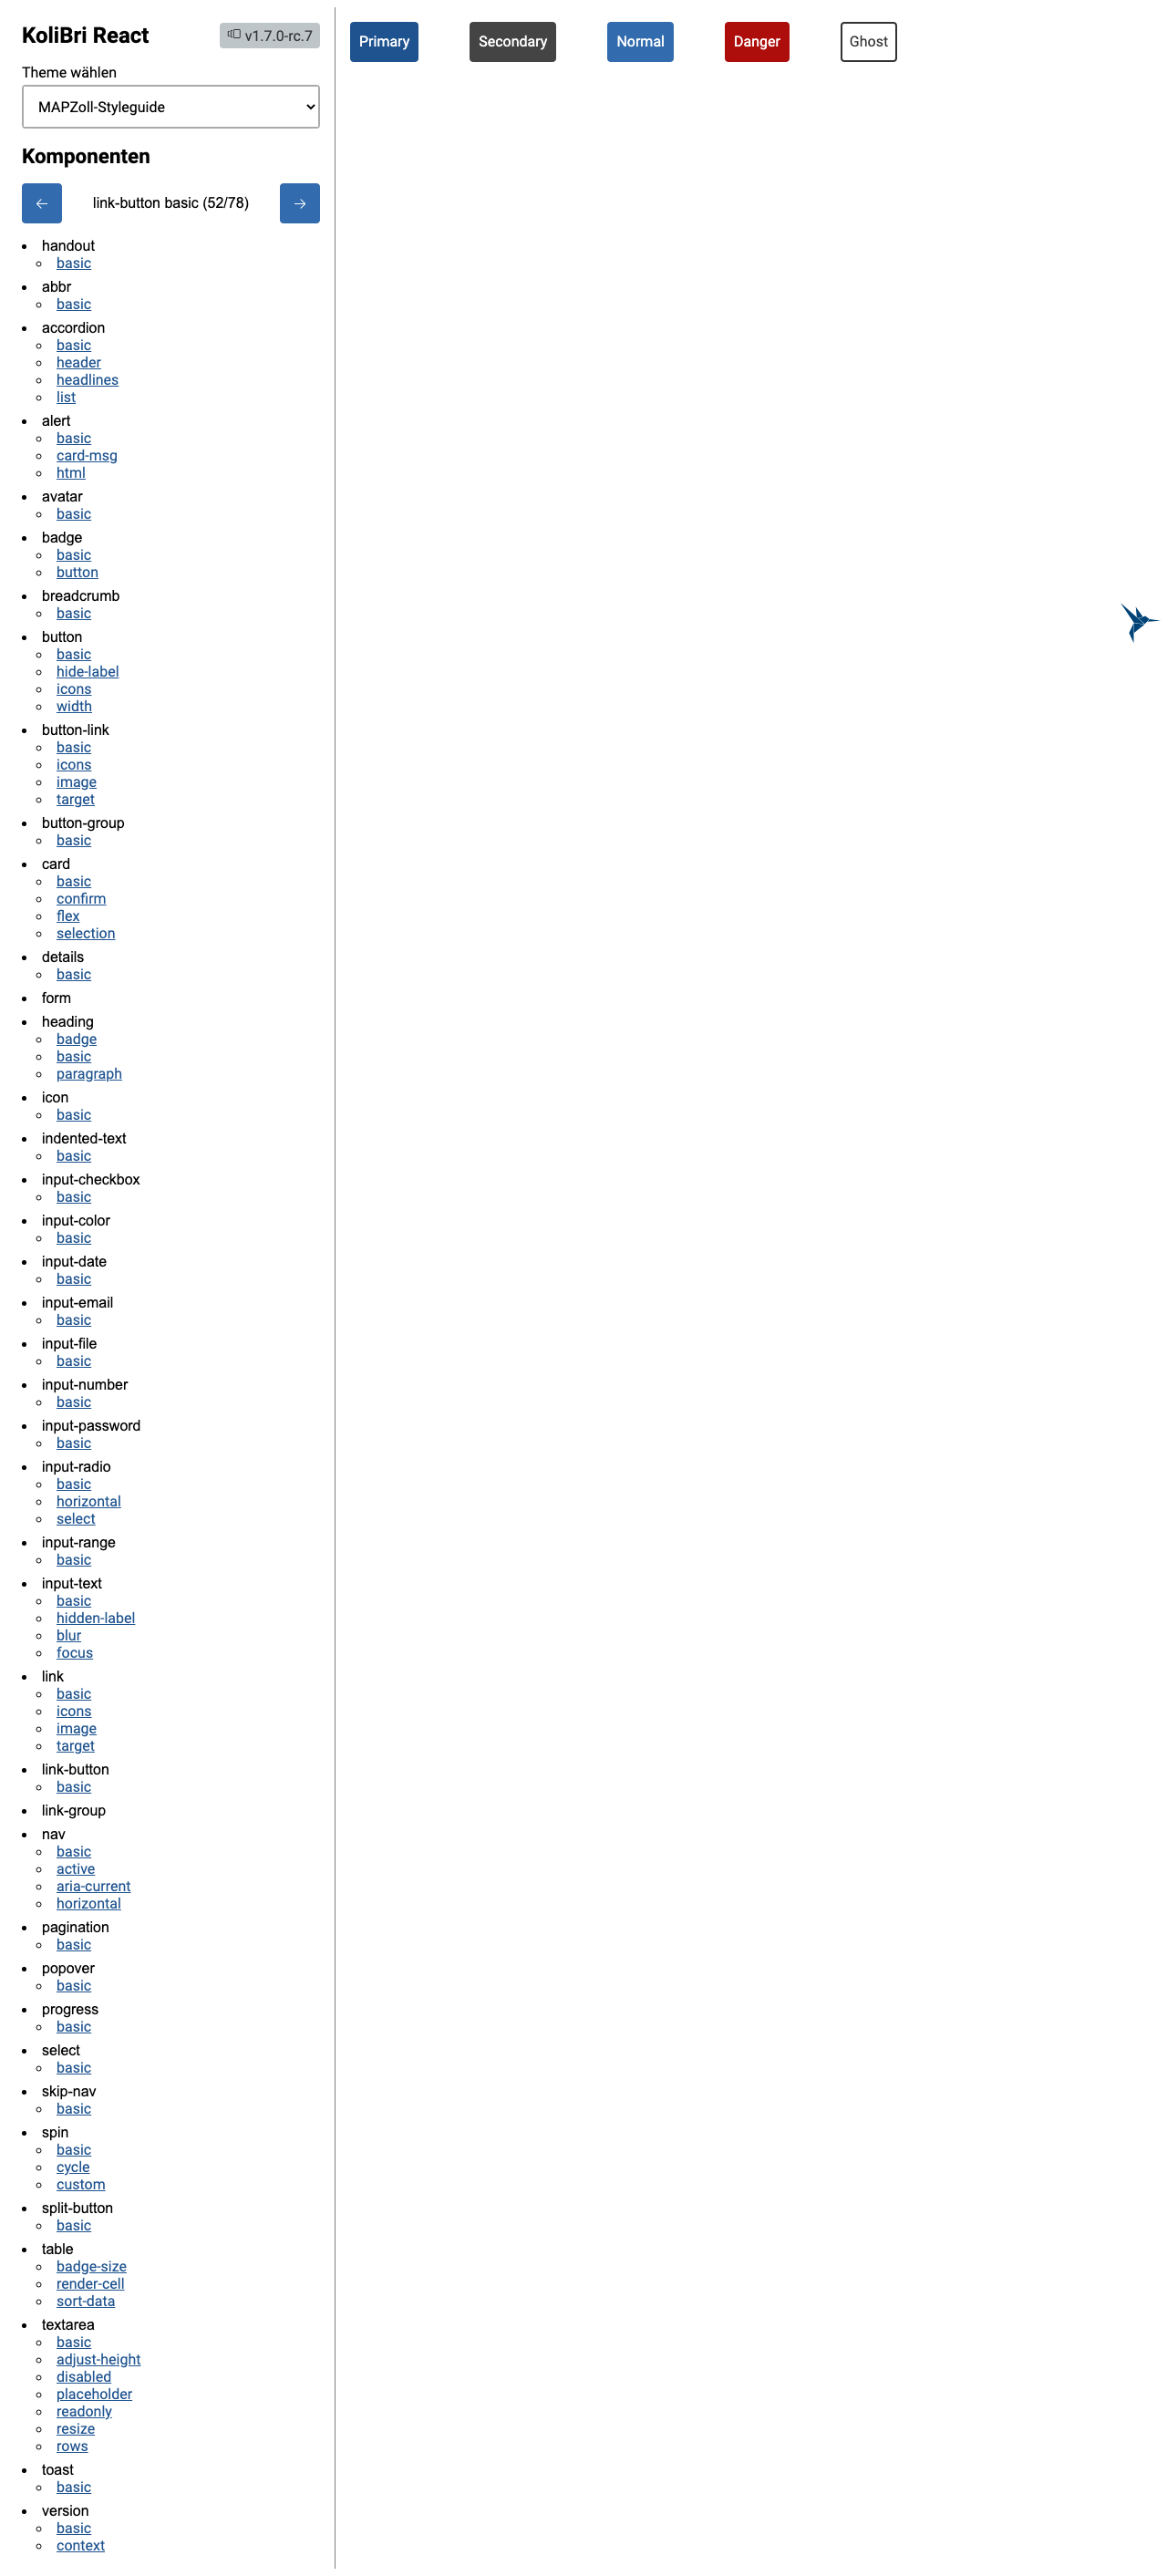 KoliBri React
v1.7.0-rc.7
Theme wählen
MAPZoll-Styleguide
Komponenten
link-button basic (52/78)
handout
basic
abbr
basic
accordion
basic
header
headlines
list
alert
basic
card-msg
html
avatar
basic
badge
basic
button
breadcrumb
basic
button
basic
hide-label
icons
width
button-link
basic
icons
image
target
button-group
basic
card
basic
confirm
flex
selection
details
basic
form
heading
badge
basic
paragraph
icon
basic
indented-text
basic
input-checkbox
basic
input-color
basic
input-date
basic
input-email
basic
input-file
basic
input-number
basic
input-password
basic
input-radio
basic
horizontal
select
input-range
basic
input-text
basic
hidden-label
blur
focus
link
basic
icons
image
target
link-button
basic
link-group
nav
basic
active
aria-current
horizontal
pagination
basic
popover
basic
progress
basic
select
basic
skip-nav
basic
spin
basic
cycle
custom
split-button
basic
table
badge-size
render-cell
sort-data
textarea
basic
adjust-height
disabled
placeholder
readonly
resize
rows
toast
basic
version
basic
context
Primary
Secondary
Normal
Danger
Ghost